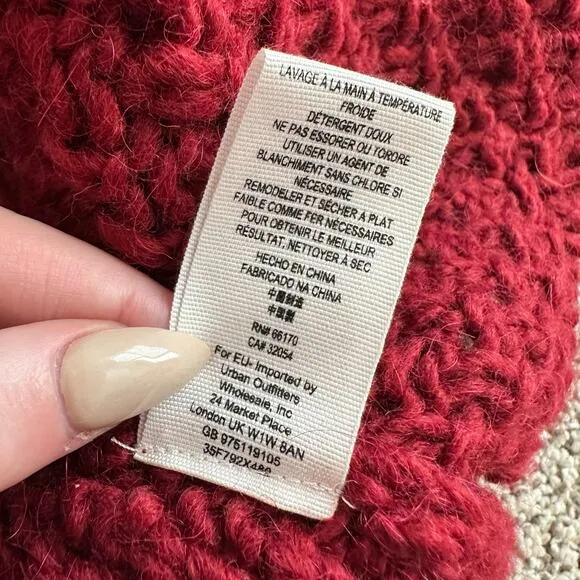 LAVAGE À LA MAIN À TEMPÉRATURE
FROIDE
DÉTERGENT DOUX
NE PAS ESSORER OU TORDRE
UTILISER UN AGENT DE
BLANCHIMENT SANS CHLORE SI
NÉCESSAIRE
REMODELER ET SÉCHER À PLAT
FAIBLE COMME FER NÉCESSAIRES
POUR OBTENIR LE MEILLEUR
RÉSULTAT, NETTOYER À SEC
HECHO EN CHINA
FABRICADO NA CHINA
中國制造
中國製
RN# 66170
CA# 32054
For EU- Imported by
Urban Outfitters
Wholesale, Inc
24 Market Place
London UK W1W 8AN
GB 975119105